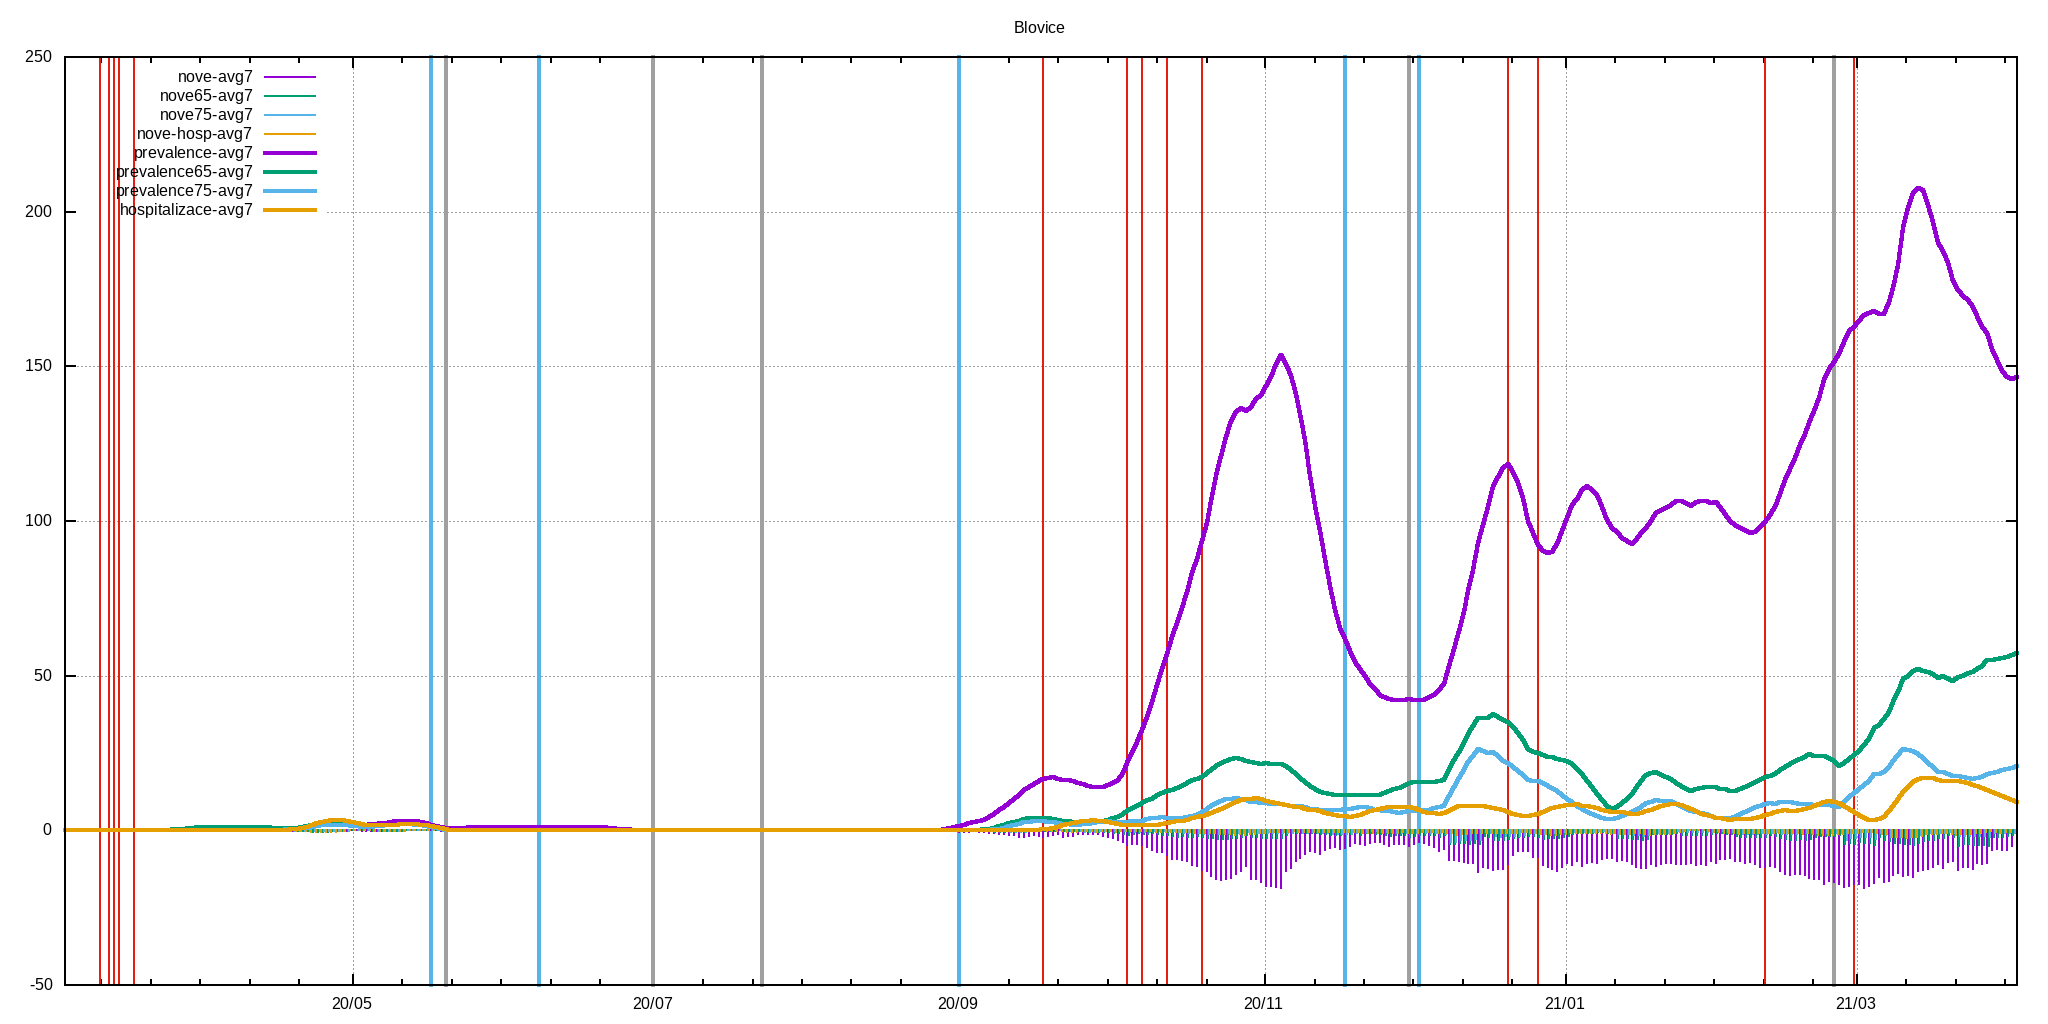 Blovice
250
200
150
100
50
0
-50
nove-avg7
nove65-avg7
nove75-avg7
nove-hosp-avg7
prevalence-avg7
prevalence65-avg7
prevalence75-avg7
hospitalizace-avg7
20/05
20/07
20/09
20/11
21/01
21/03